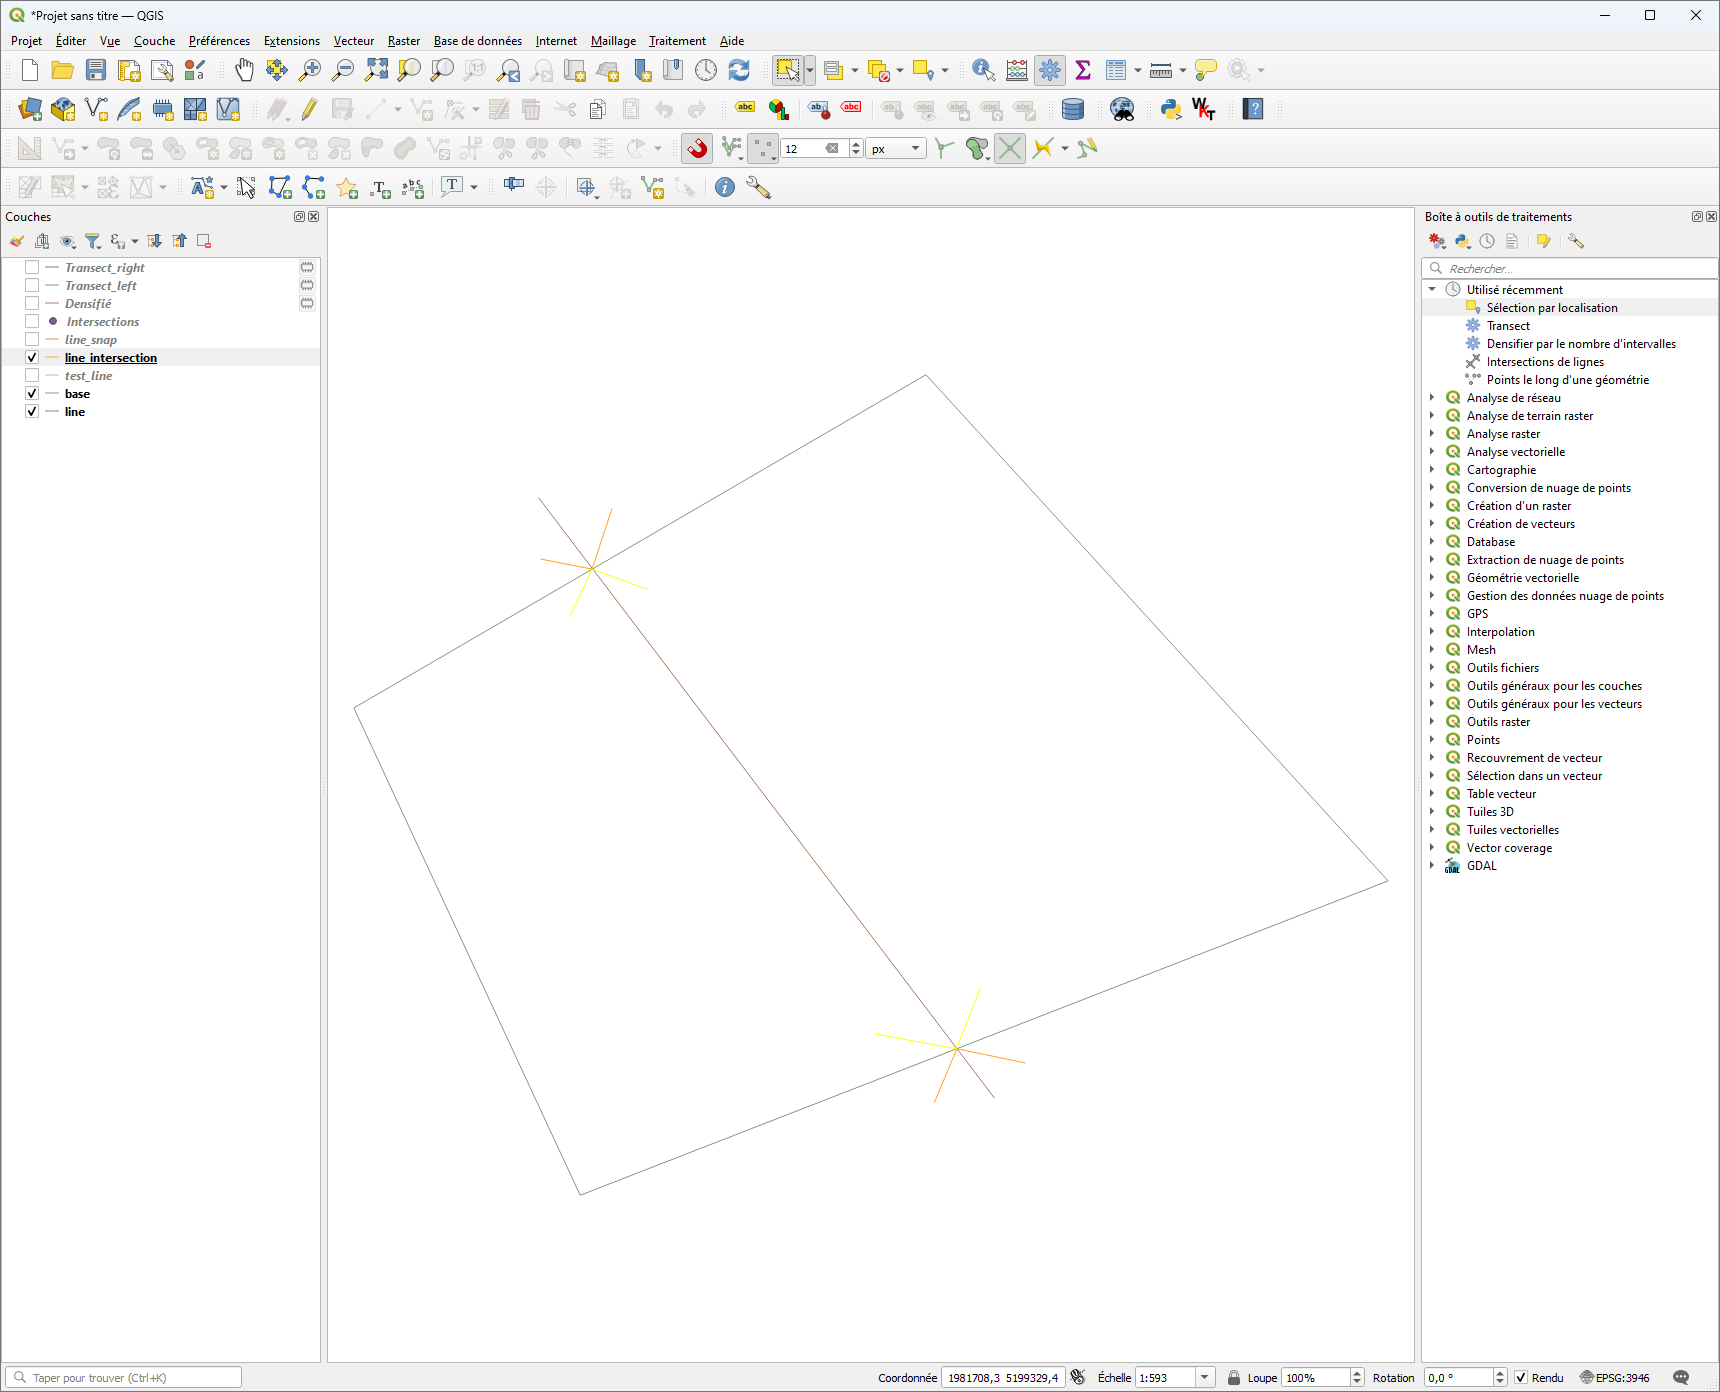 *Projet sans titre — QGIS
Projet Éditer Vue Couche Préférences Extensions Vecteur Raster Base de données Internet Maillage Traitement Aide
12 px
Couches
Transect_right
Transect_left
Densifié
Intersections
line_snap
line_intersection
test_line
base
line
Boîte à outils de traitements
Rechercher...
Utilisé récemment
Sélection par localisation
Transect
Densifier par le nombre d'intervalles
Intersections de lignes
Points le long d'une géométrie
Analyse de réseau
Analyse de terrain raster
Analyse raster
Analyse vectorielle
Cartographie
Conversion de nuage de points
Création d'un raster
Création de vecteurs
Database
Extraction de nuage de points
Géométrie vectorielle
Gestion des données nuage de points
GPS
Interpolation
Mesh
Outils fichiers
Outils généraux pour les couches
Outils généraux pour les vecteurs
Outils raster
Points
Recouvrement de vecteur
Sélection dans un vecteur
Table vecteur
Tuiles 3D
Tuiles vectorielles
Vector coverage
GDAL
Taper pour trouver (Ctrl+K) Coordonnée 1981708,3 5199329,4 Échelle 1:593 Loupe 100% Rotation 0,0 ° Rendu EPSG:3946